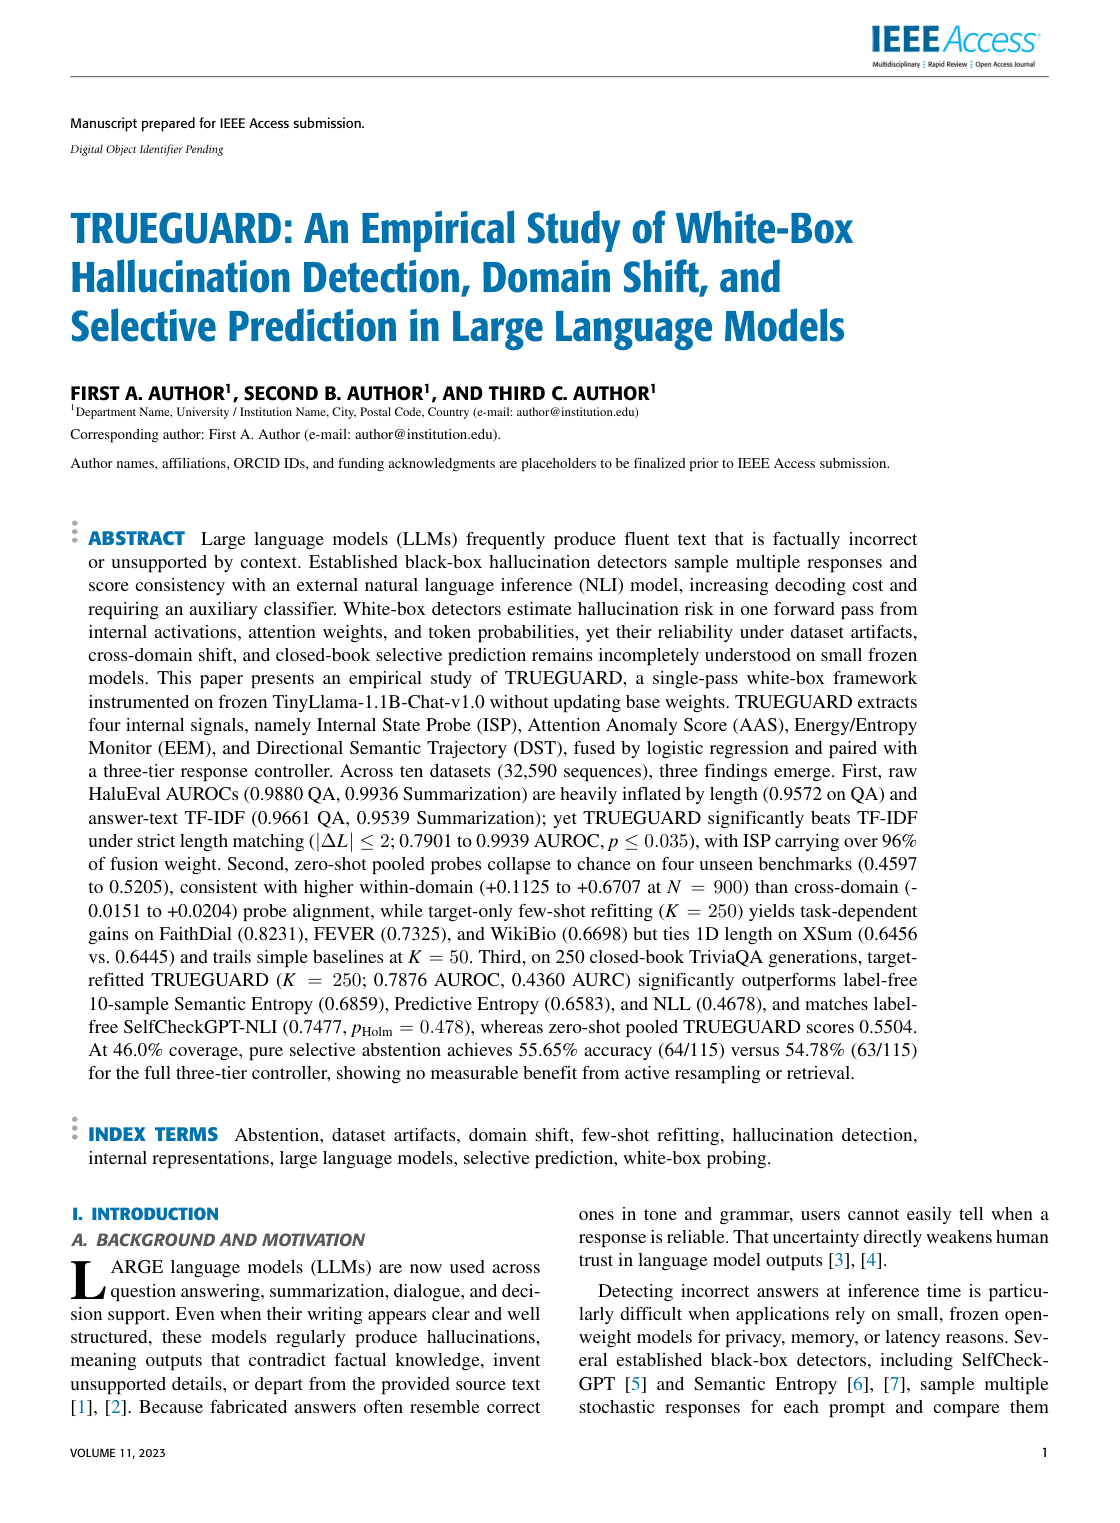 IEEE Access
Multidisciplinary | Rapid Review | Open Access Journal
Manuscript prepared for IEEE Access submission.
Digital Object Identifier Pending
TRUEGUARD: An Empirical Study of White-Box
Hallucination Detection, Domain Shift, and
Selective Prediction in Large Language Models
FIRST A. AUTHOR¹, SECOND B. AUTHOR¹, AND THIRD C. AUTHOR¹
¹Department Name, University / Institution Name, City, Postal Code, Country (e-mail: author@institution.edu)
Corresponding author: First A. Author (e-mail: author@institution.edu).
Author names, affiliations, ORCID IDs, and funding acknowledgments are placeholders to be finalized prior to IEEE Access submission.
ABSTRACT Large language models (LLMs) frequently produce fluent text that is factually incorrect
or unsupported by context. Established black-box hallucination detectors sample multiple responses and
score consistency with an external natural language inference (NLI) model, increasing decoding cost and
requiring an auxiliary classifier. White-box detectors estimate hallucination risk in one forward pass from
internal activations, attention weights, and token probabilities, yet their reliability under dataset artifacts,
cross-domain shift, and closed-book selective prediction remains incompletely understood on small frozen
models. This paper presents an empirical study of TRUEGUARD, a single-pass white-box framework
instrumented on frozen TinyLlama-1.1B-Chat-v1.0 without updating base weights. TRUEGUARD extracts
four internal signals, namely Internal State Probe (ISP), Attention Anomaly Score (AAS), Energy/Entropy
Monitor (EEM), and Directional Semantic Trajectory (DST), fused by logistic regression and paired with
a three-tier response controller. Across ten datasets (32,590 sequences), three findings emerge. First, raw
HaluEval AUROCs (0.9880 QA, 0.9936 Summarization) are heavily inflated by length (0.9572 on QA) and
answer-text TF-IDF (0.9661 QA, 0.9539 Summarization); yet TRUEGUARD significantly beats TF-IDF
under strict length matching (|ΔL| ≤ 2; 0.7901 to 0.9939 AUROC, p ≤ 0.035), with ISP carrying over 96%
of fusion weight. Second, zero-shot pooled probes collapse to chance on four unseen benchmarks (0.4597
to 0.5205), consistent with higher within-domain (+0.1125 to +0.6707 at N = 900) than cross-domain (-
0.0151 to +0.0204) probe alignment, while target-only few-shot refitting (K = 250) yields task-dependent
gains on FaithDial (0.8231), FEVER (0.7325), and WikiBio (0.6698) but ties 1D length on XSum (0.6456
vs. 0.6445) and trails simple baselines at K = 50. Third, on 250 closed-book TriviaQA generations, target-
refitted TRUEGUARD (K = 250; 0.7876 AUROC, 0.4360 AURC) significantly outperforms label-free
10-sample Semantic Entropy (0.6859), Predictive Entropy (0.6583), and NLL (0.4678), and matches label-
free SelfCheckGPT-NLI (0.7477, pHolm = 0.478), whereas zero-shot pooled TRUEGUARD scores 0.5504.
At 46.0% coverage, pure selective abstention achieves 55.65% accuracy (64/115) versus 54.78% (63/115)
for the full three-tier controller, showing no measurable benefit from active resampling or retrieval.
INDEX TERMS Abstention, dataset artifacts, domain shift, few-shot refitting, hallucination detection,
internal representations, large language models, selective prediction, white-box probing.
I. INTRODUCTION
A. BACKGROUND AND MOTIVATION
LARGE language models (LLMs) are now used across
question answering, summarization, dialogue, and deci-
sion support. Even when their writing appears clear and well
structured, these models regularly produce hallucinations,
meaning outputs that contradict factual knowledge, invent
unsupported details, or depart from the provided source text
[1], [2]. Because fabricated answers often resemble correct
ones in tone and grammar, users cannot easily tell when a
response is reliable. That uncertainty directly weakens human
trust in language model outputs [3], [4].
Detecting incorrect answers at inference time is particu-
larly difficult when applications rely on small, frozen open-
weight models for privacy, memory, or latency reasons. Sev-
eral established black-box detectors, including SelfCheck-
GPT [5] and Semantic Entropy [6], [7], sample multiple
stochastic responses for each prompt and compare them
VOLUME 11, 2023
1